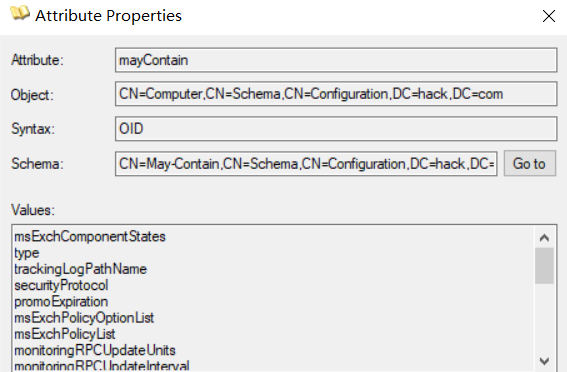 Attribute Properties
Attribute: mayContain
Object: CN=Computer,CN=Schema,CN=Configuration,DC=hack,DC=com
Syntax: OID
Schema: CN=May-Contain,CN=Schema,CN=Configuration,DC=hack,DC= Go to
Values:
msExchComponentStates
type
trackingLogPathName
securityProtocol
promoExpiration
msExchPolicyOptionList
msExchPolicyList
monitoringRPCUpdateUnits
monitoringRPCUpdateInterval